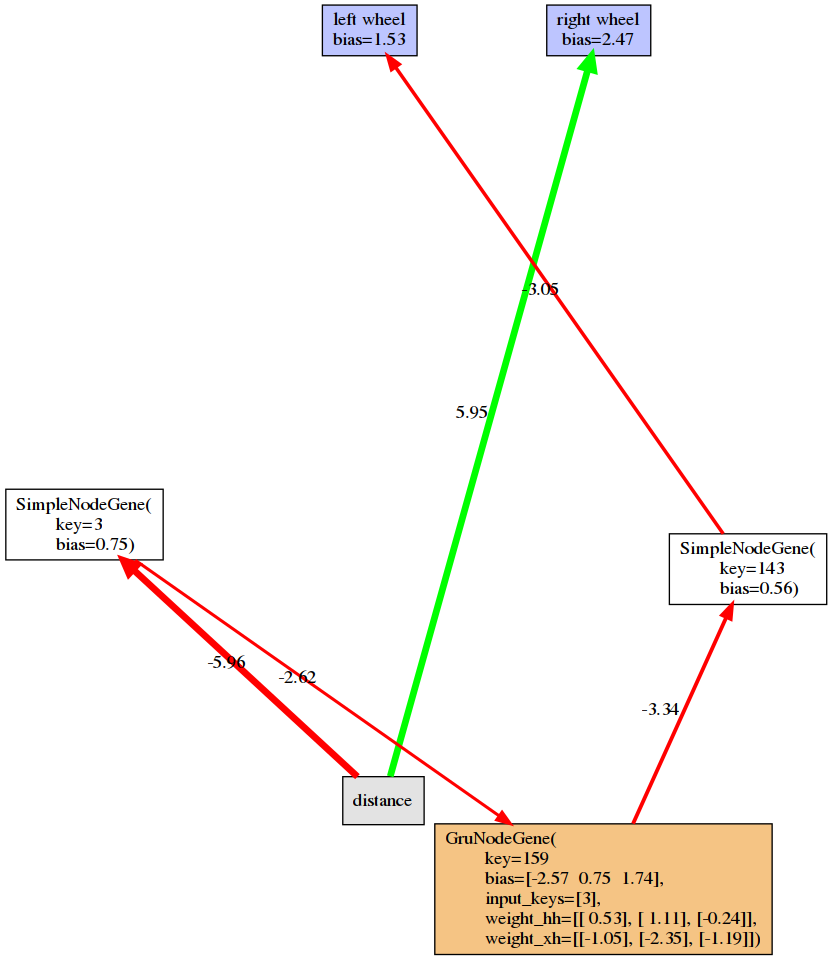 left wheel
bias=1.53
right wheel
bias=2.47
-3.05
5.95
SimpleNodeGene(
key=3
bias=0.75)
SimpleNodeGene(
key=143
bias=0.56)
-5.96
-2.62
-3.34
distance
GruNodeGene(
key=159
bias=[-2.57 0.75 1.74],
input_keys=[3],
weight_hh=[[ 0.53], [ 1.11], [-0.24]],
weight_xh=[[-1.05], [-2.35], [-1.19]])